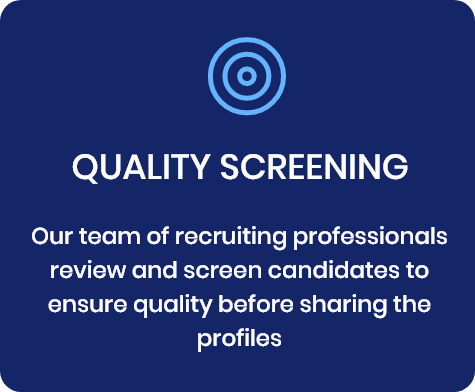 QUALITY SCREENING
Our team of recruiting professionals
review and screen candidates to
ensure quality before sharing the
profiles